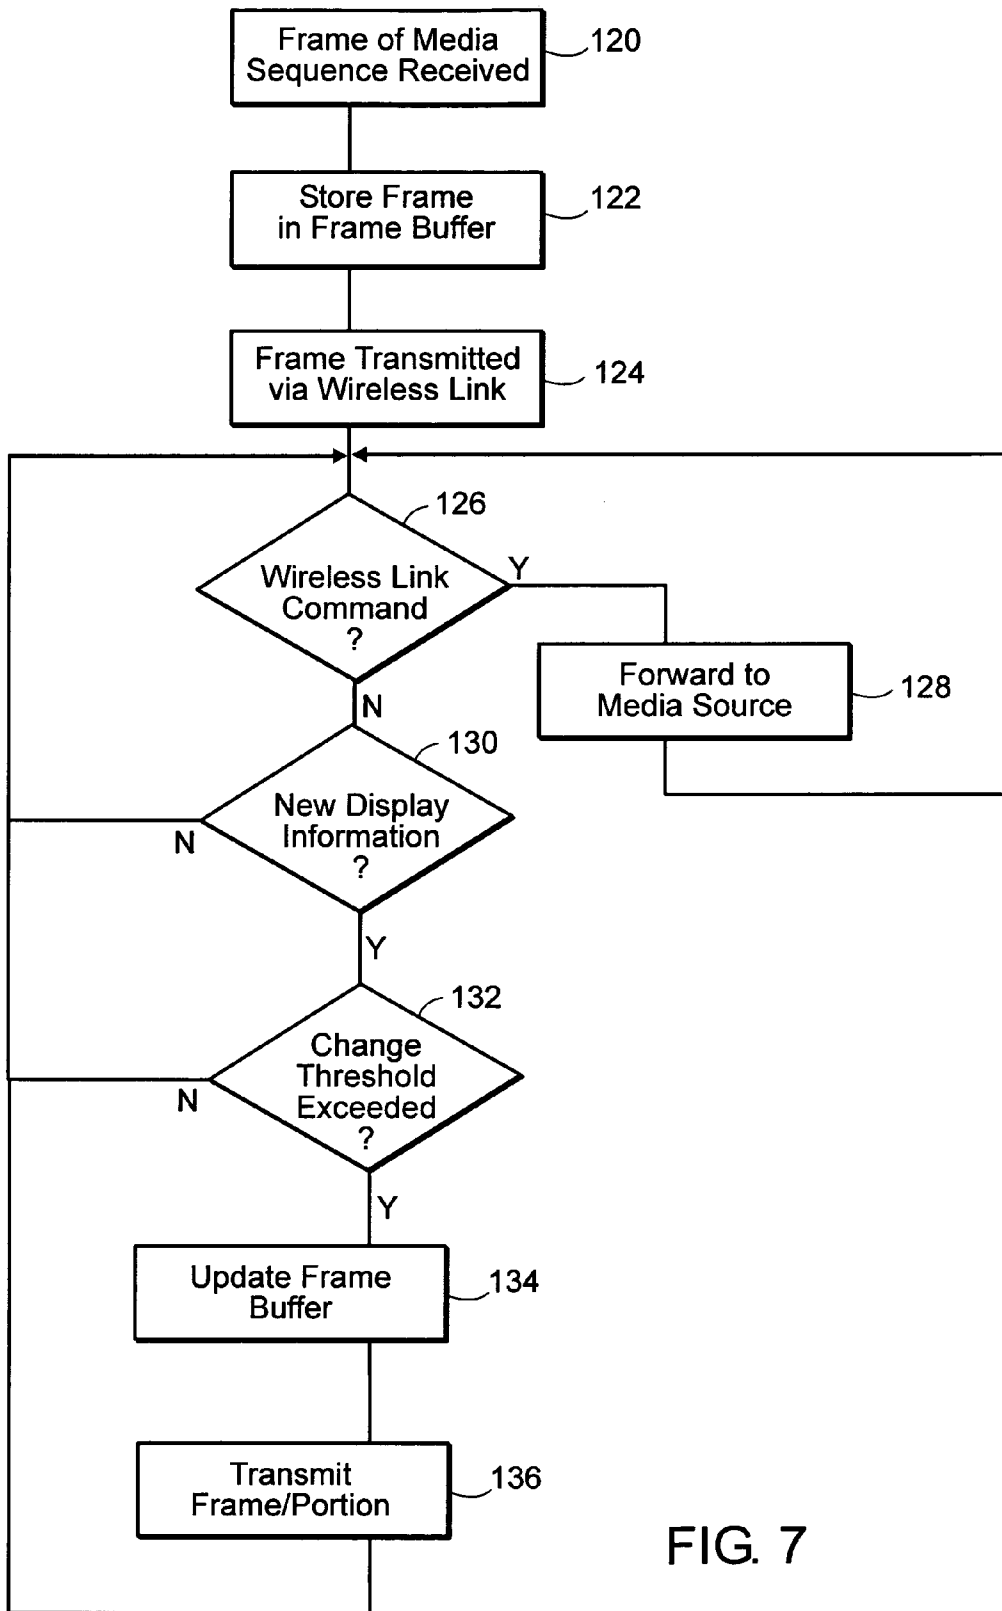 Frame of Media
Sequence Received
120
Store Frame
in Frame Buffer
122
Frame Transmitted
via Wireless Link
124
126
Wireless Link
Command
?
Y
N
Forward to
Media Source
128
130
New Display
Information
?
N
Y
132
Change
Threshold
Exceeded
?
N
Y
Update Frame
Buffer
134
Transmit
Frame/Portion
136
FIG. 7